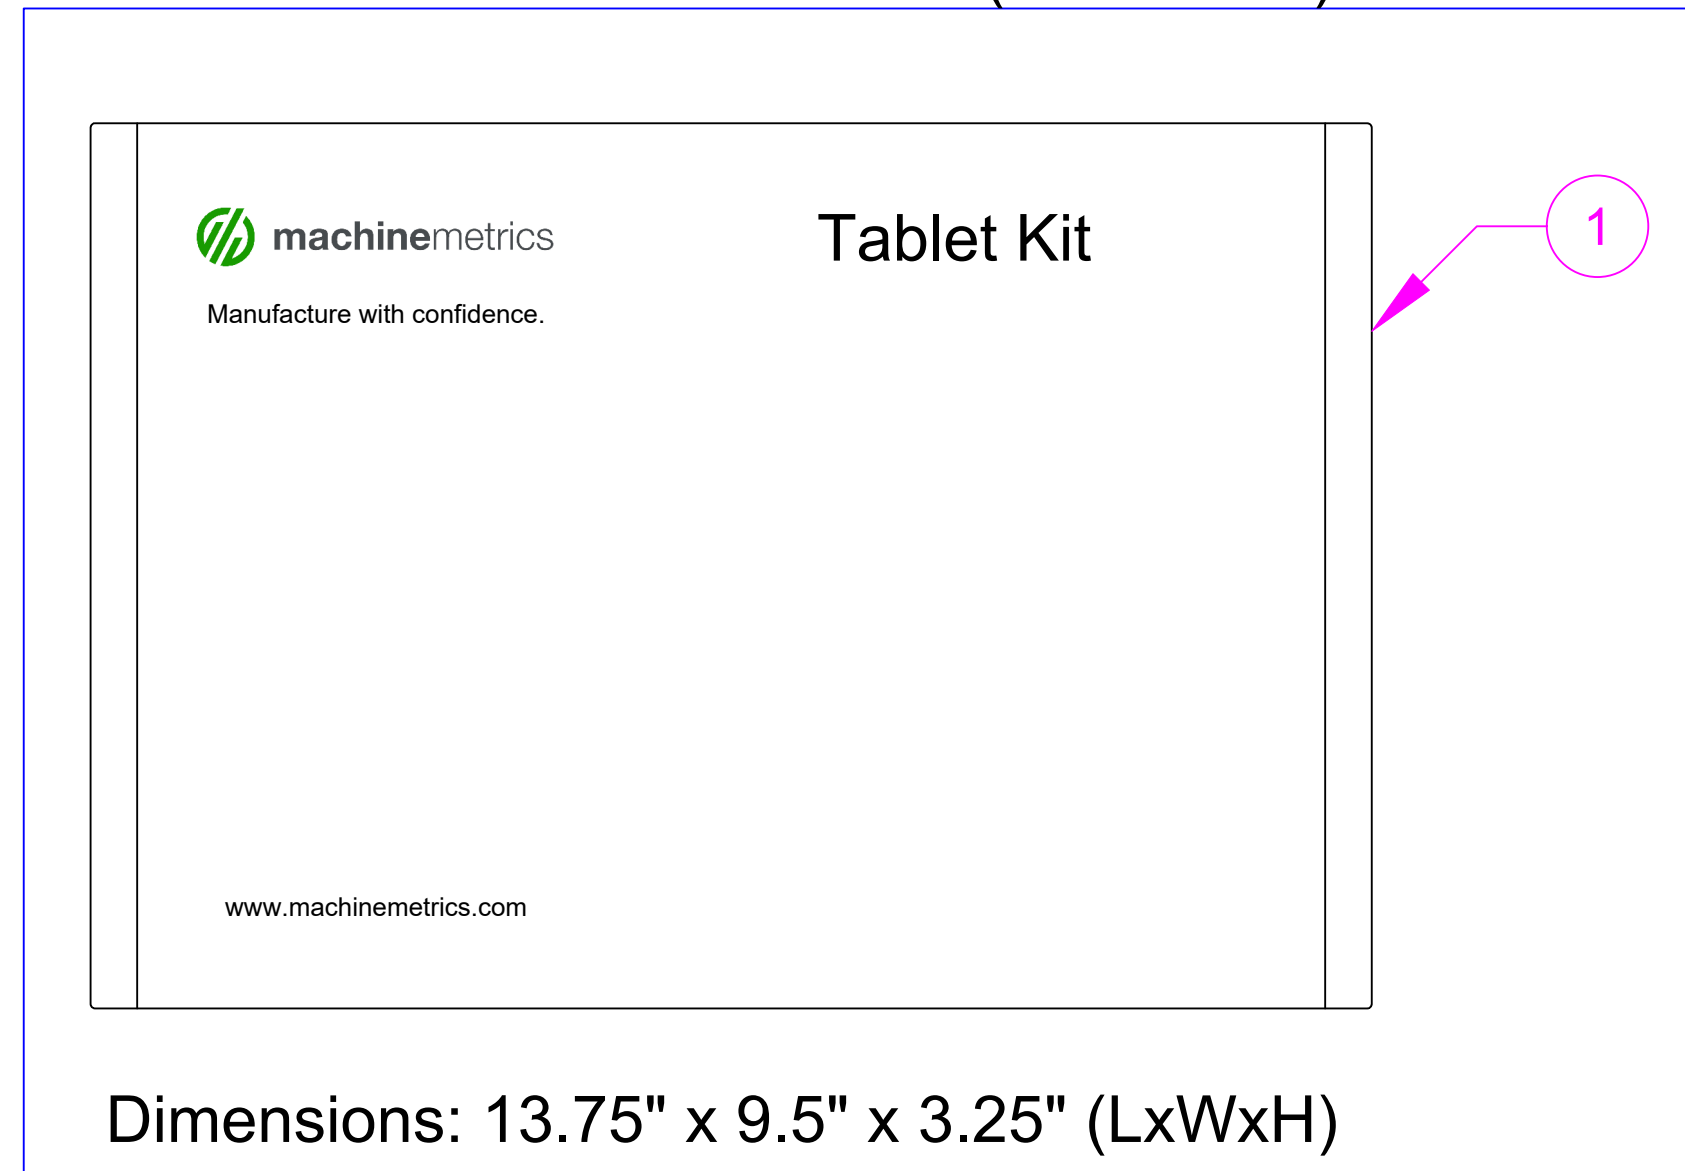 machinemetrics
Tablet Kit
1
Manufacture with confidence.
www.machinemetrics.com
Dimensions: 13.75" x 9.5" x 3.25" (LxWxH)